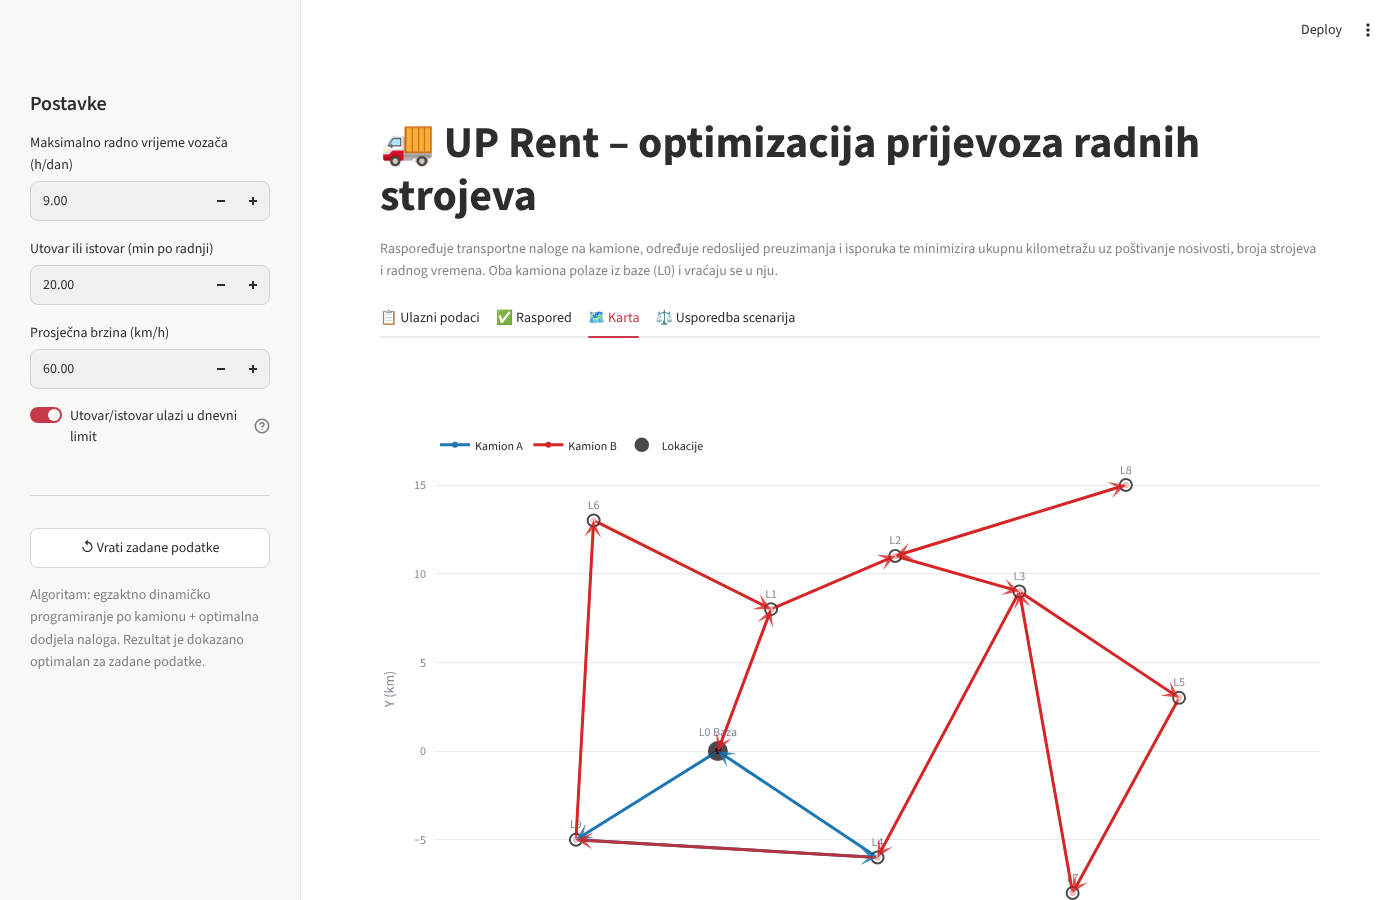 Deploy
Postavke
Maksimalno radno vrijeme vozača
(h/dan)
9.00
Utovar ili istovar (min po radnji)
20.00
Prosječna brzina (km/h)
60.00
Utovar/istovar ulazi u dnevni
limit
Vrati zadane podatke
Algoritam: egzaktno dinamičko
programiranje po kamionu + optimalna
dodjela naloga. Rezultat je dokazano
optimalan za zadane podatke.
UP Rent – optimizacija prijevoza radnih
strojeva
Raspoređuje transportne naloge na kamione, određuje redoslijed preuzimanja i isporuka te minimizira ukupnu kilometražu uz poštivanje nosivosti, broja strojeva
i radnog vremena. Oba kamiona polaze iz baze (L0) i vraćaju se u nju.
Ulazni podaci
Raspored
Karta
Usporedba scenarija
Kamion A
Kamion B
Lokacije
L8
15
L6
L2
10
L3
L1
5
L5
Y (km)
L0 Baza
0
L9
−5
L4